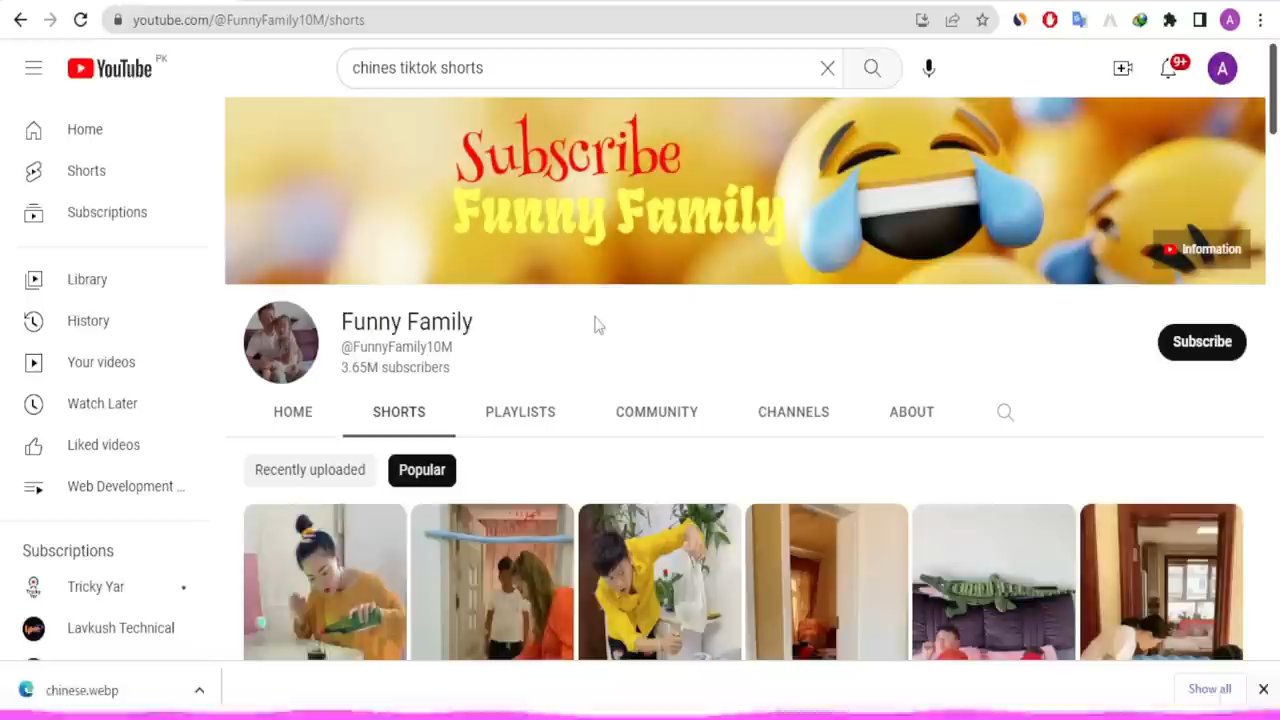 youtube.com/@FunnyFamily10M/shorts
A
YouTube PK
chines tiktok shorts
9+
A
Home
Shorts
Subscriptions
Library
History
Your videos
Watch Later
Liked videos
Web Development ...
Subscriptions
Tricky Yar
Lavkush Technical
Subscribe
Funny Family
Information
Funny Family
@FunnyFamily10M
3.65M subscribers
Subscribe
HOME SHORTS PLAYLISTS COMMUNITY CHANNELS ABOUT
Recently uploaded Popular
chinese.webp
Show all